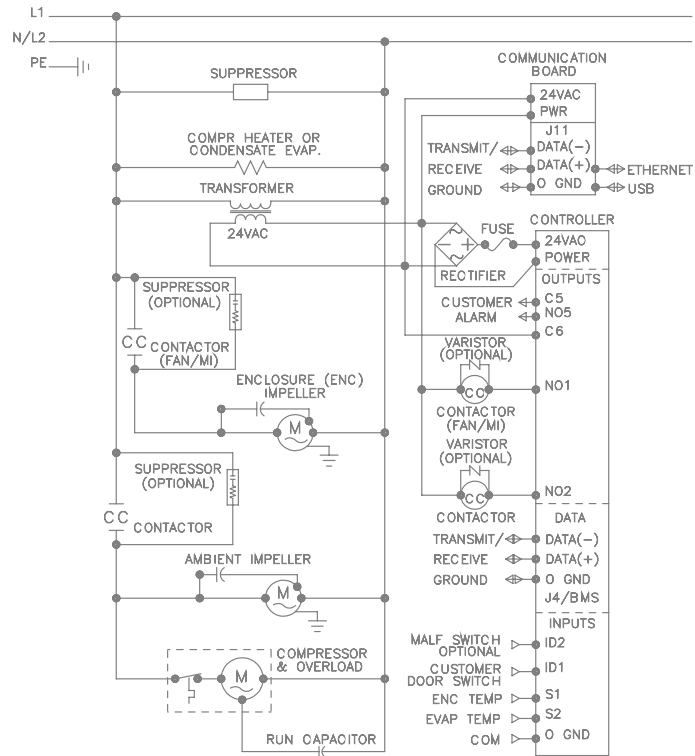 L1
N/L2
PE
SUPPRESSOR
COMPR HEATER OR
CONDENSATE EVAP.
TRANSFORMER
24VAC
SUPPRESSOR
(OPTIONAL)
CC
CONTACTOR
(FAN/MI)
ENCLOSURE (ENC)
IMPELLER
M
SUPPRESSOR
(OPTIONAL)
CC
CONTACTOR
AMBIENT IMPELLER
M
COMPRESSOR
& OVERLOAD
M
RUN CAPACITOR
COMMUNICATION
BOARD
24VAC
PWR
J11
TRANSMIT/
DATA(-)
RECEIVE
DATA(+)
ETHERNET
GROUND
O GND
USB
CONTROLLER
FUSE
24VAO
POWER
RECTIFIER
OUTPUTS
CUSTOMER
ALARM
C5
NO5
C6
VARISTOR
(OPTIONAL)
CC
NO1
CONTACTOR
(FAN/MI)
VARISTOR
(OPTIONAL)
CC
NO2
CONTACTOR
DATA
TRANSMIT/
DATA(-)
RECEIVE
DATA(+)
GROUND
O GND
J4/BMS
INPUTS
MALF SWITCH
OPTIONAL
ID2
CUSTOMER
DOOR SWITCH
ID1
ENC TEMP
S1
EVAP TEMP
S2
COM
O GND